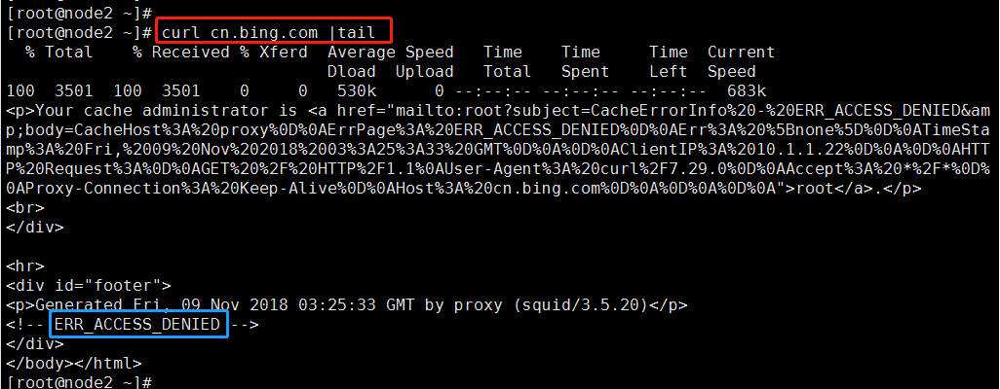 [root@node2 ~]#
[root@node2 ~]# curl cn.bing.com |tail
  % Total    % Received % Xferd  Average Speed   Time    Time     Time  Current
                                 Dload  Upload   Total   Spent    Left  Speed
100  3501  100  3501    0     0   530k      0 --:--:-- --:--:-- --:--:--  683k
<p>Your cache administrator is <a href="mailto:root?subject=CacheErrorInfo%20-%20ERR_ACCESS_DENIED&am
p;body=CacheHost%3A%20proxy%0D%0AErrPage%3A%20ERR_ACCESS_DENIED%0D%0AErr%3A%20%5Bnone%5D%0D%0ATimeSta
mp%3A%20Fri,%2009%20Nov%202018%2003%3A25%3A33%20GMT%0D%0A%0D%0AClientIP%3A%2010.1.1.22%0D%0A%0D%0AHTT
P%20Request%3A%0D%0AGET%20%2F%20HTTP%2F1.1%0AUser-Agent%3A%20curl%2F7.29.0%0D%0AAccept%3A%20*%2F*%0D%
0AProxy-Connection%3A%20Keep-Alive%0D%0AHost%3A%20cn.bing.com%0D%0A%0D%0A%0D%0A">root</a>.</p>
<br>
</div>
<hr>
<div id="footer">
<p>Generated Fri, 09 Nov 2018 03:25:33 GMT by proxy (squid/3.5.20)</p>
<!-- ERR_ACCESS_DENIED -->
</div>
</body></html>
[root@node2 ~]#